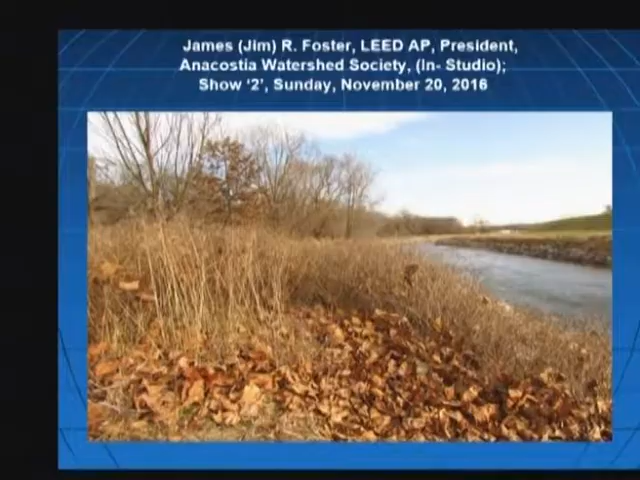 James (Jim) R. Foster, LEED AP, President,
Anacostia Watershed Society, (In- Studio);
Show ‘2’, Sunday, November 20, 2016